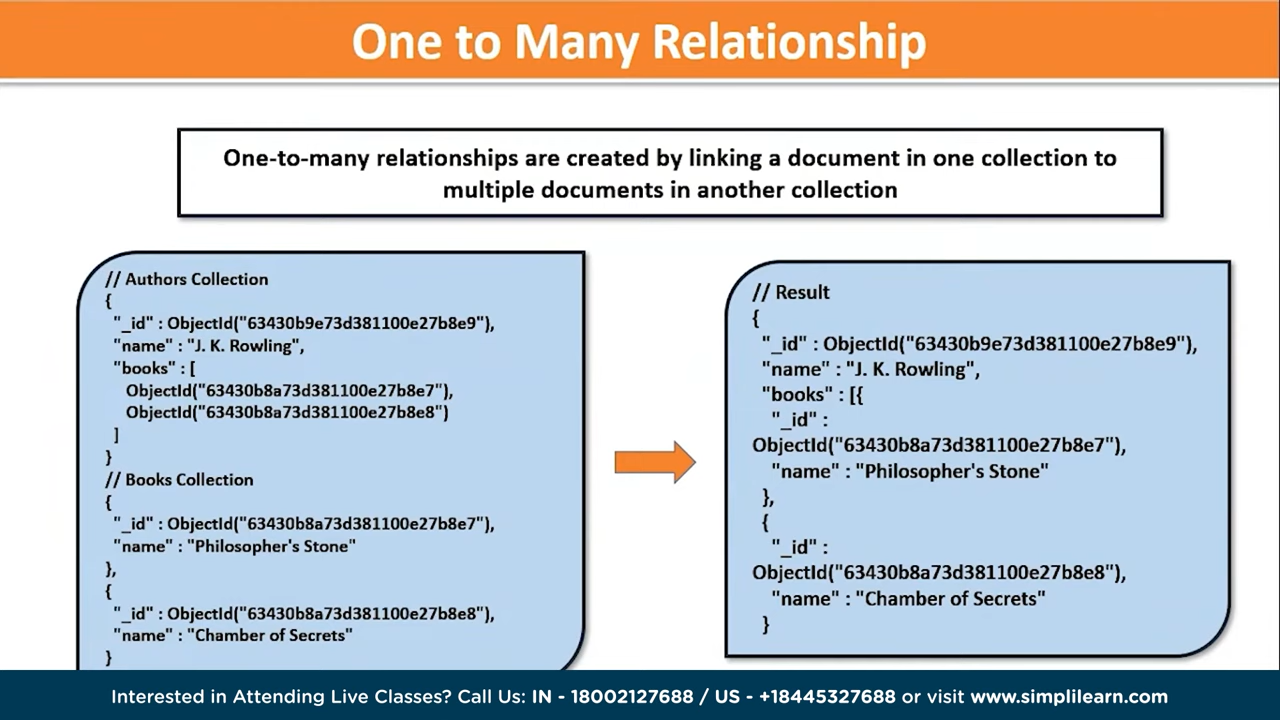 One to Many Relationship
One-to-many relationships are created by linking a document in one collection to
multiple documents in another collection
// Authors Collection
{
"_id" : ObjectId("63430b9e73d381100e27b8e9"),
"name" : "J. K. Rowling",
"books" : [
ObjectId("63430b8a73d381100e27b8e7"),
ObjectId("63430b8a73d381100e27b8e8")
]
}
// Books Collection
{
"_id" : ObjectId("63430b8a73d381100e27b8e7"),
"name" : "Philosopher's Stone"
},
{
"_id" : ObjectId("63430b8a73d381100e27b8e8"),
"name" : "Chamber of Secrets"
}
// Result
{
"_id" : ObjectId("63430b9e73d381100e27b8e9"),
"name" : "J. K. Rowling",
"books" : [{
"_id" :
ObjectId("63430b8a73d381100e27b8e7"),
"name" : "Philosopher's Stone"
},
{
"_id" :
ObjectId("63430b8a73d381100e27b8e8"),
"name" : "Chamber of Secrets"
}
Interested in Attending Live Classes? Call Us: IN - 18002127688 / US - +18445327688 or visit www.simplilearn.com